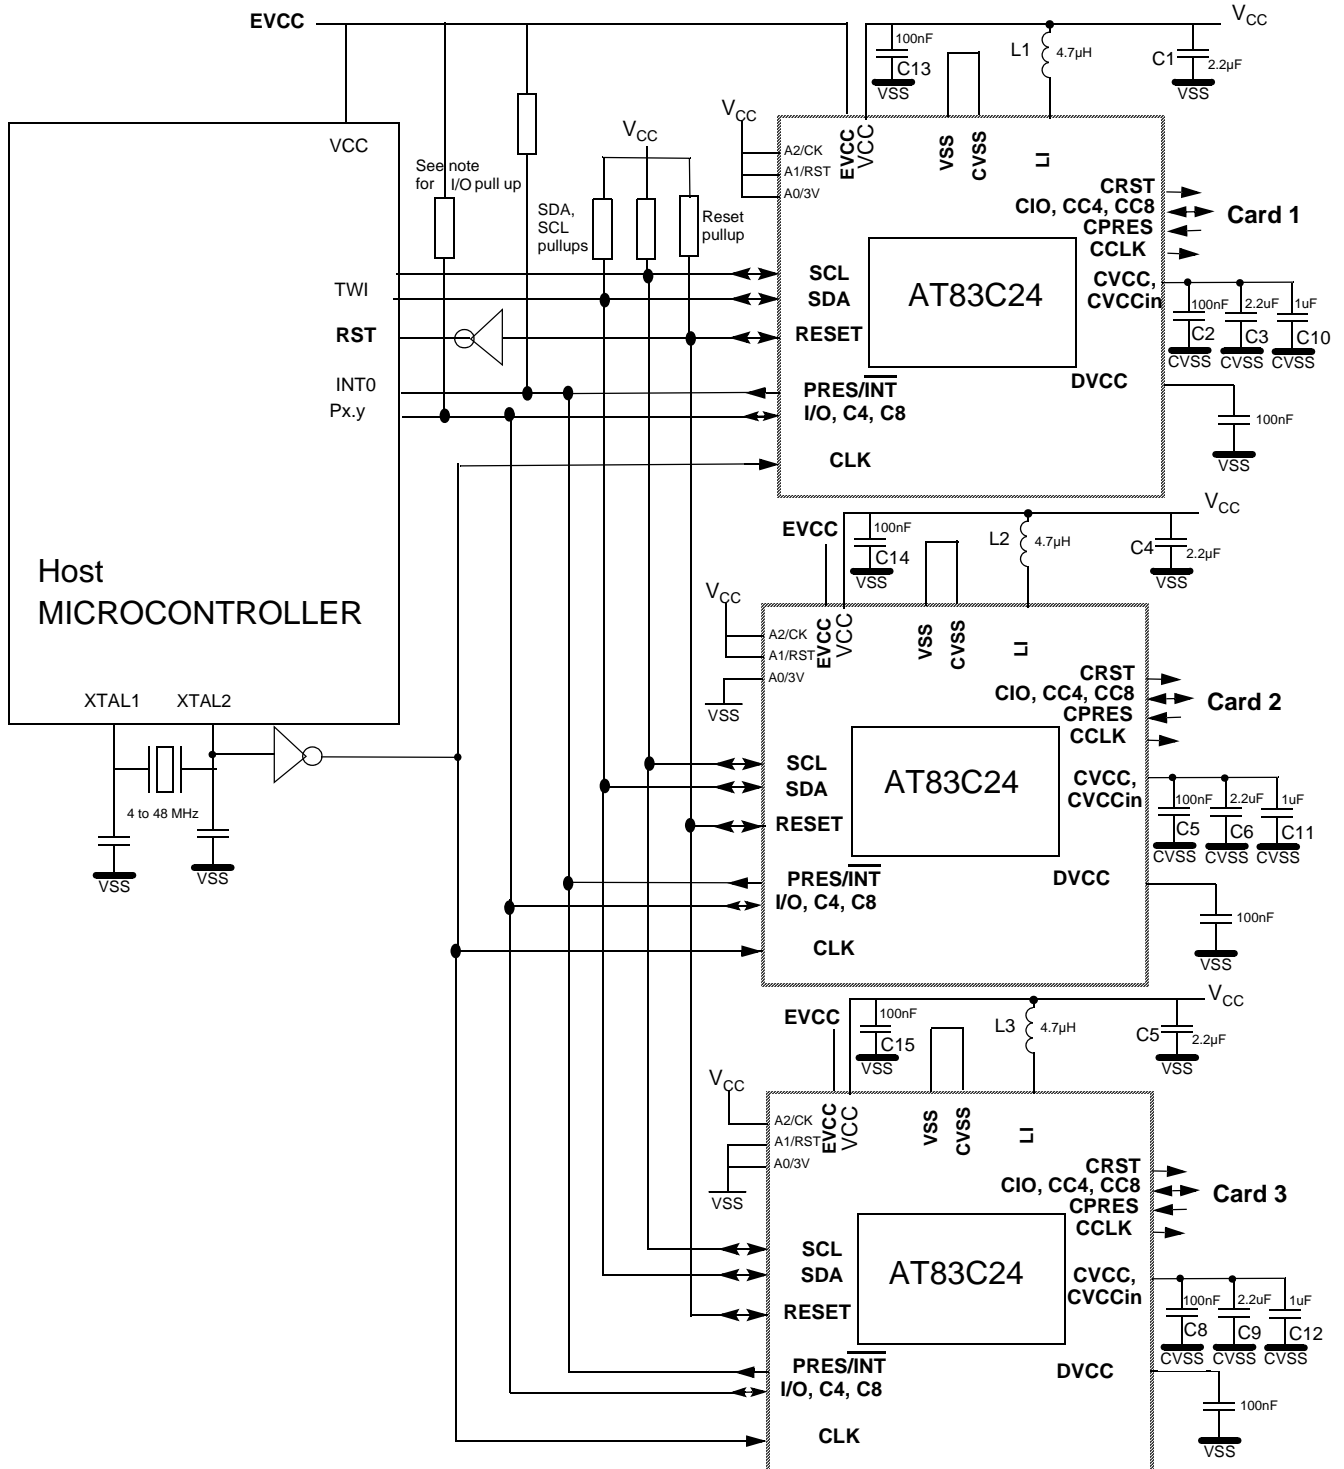 EVCC
VCC
See note
for I/O pull up
VCC
SDA,
SCL
pullups
Reset
pullup
TWI
RST
INT0
Px.y
Host
MICROCONTROLLER
XTAL1 XTAL2
4 to 48 MHz
VSS
VSS
VCC
100nF
C13
VSS
L1
4.7µH
C1
2.2µF
VSS
VCC
A2/CK
A1/RST
A0/3V
EVCC
VCC
VSS
CVSS
LI
CRST
CIO, CC4, CC8
CPRES
CCLK
Card 1
AT83C24
SCL
SDA
RESET
PRES/INT
I/O, C4, C8
CLK
CVCC,
CVCCin
100nF
C2
CVSS
2.2uF
C3
CVSS
1uF
C10
CVSS
DVCC
100nF
VSS
VCC
EVCC
100nF
C14
VSS
L2
4.7µH
C4
2.2µF
VSS
VCC
A2/CK
A1/RST
A0/3V
VSS
EVCC
VCC
VSS
CVSS
LI
CRST
CIO, CC4, CC8
CPRES
CCLK
Card 2
AT83C24
SCL
SDA
RESET
PRES/INT
I/O, C4, C8
CLK
CVCC,
CVCCin
100nF
C5
CVSS
2.2uF
C6
CVSS
1uF
C11
CVSS
DVCC
100nF
VSS
VCC
EVCC
100nF
C15
VSS
L3
4.7µH
C5
2.2µF
VSS
VCC
A2/CK
A1/RST
A0/3V
VSS
EVCC
VCC
VSS
CVSS
LI
CRST
CIO, CC4, CC8
CPRES
CCLK
Card 3
AT83C24
SCL
SDA
RESET
PRES/INT
I/O, C4, C8
CLK
CVCC,
CVCCin
100nF
C8
CVSS
2.2uF
C9
CVSS
1uF
C12
CVSS
DVCC
100nF
VSS